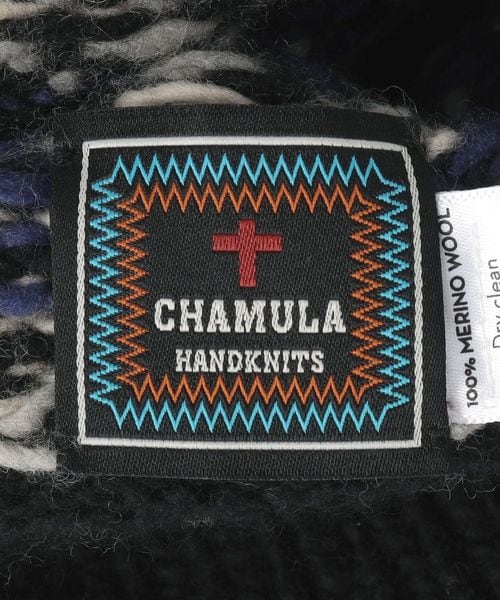 CHAMULA
HANDKNITS
100% MERINO WOOL
Dry clean